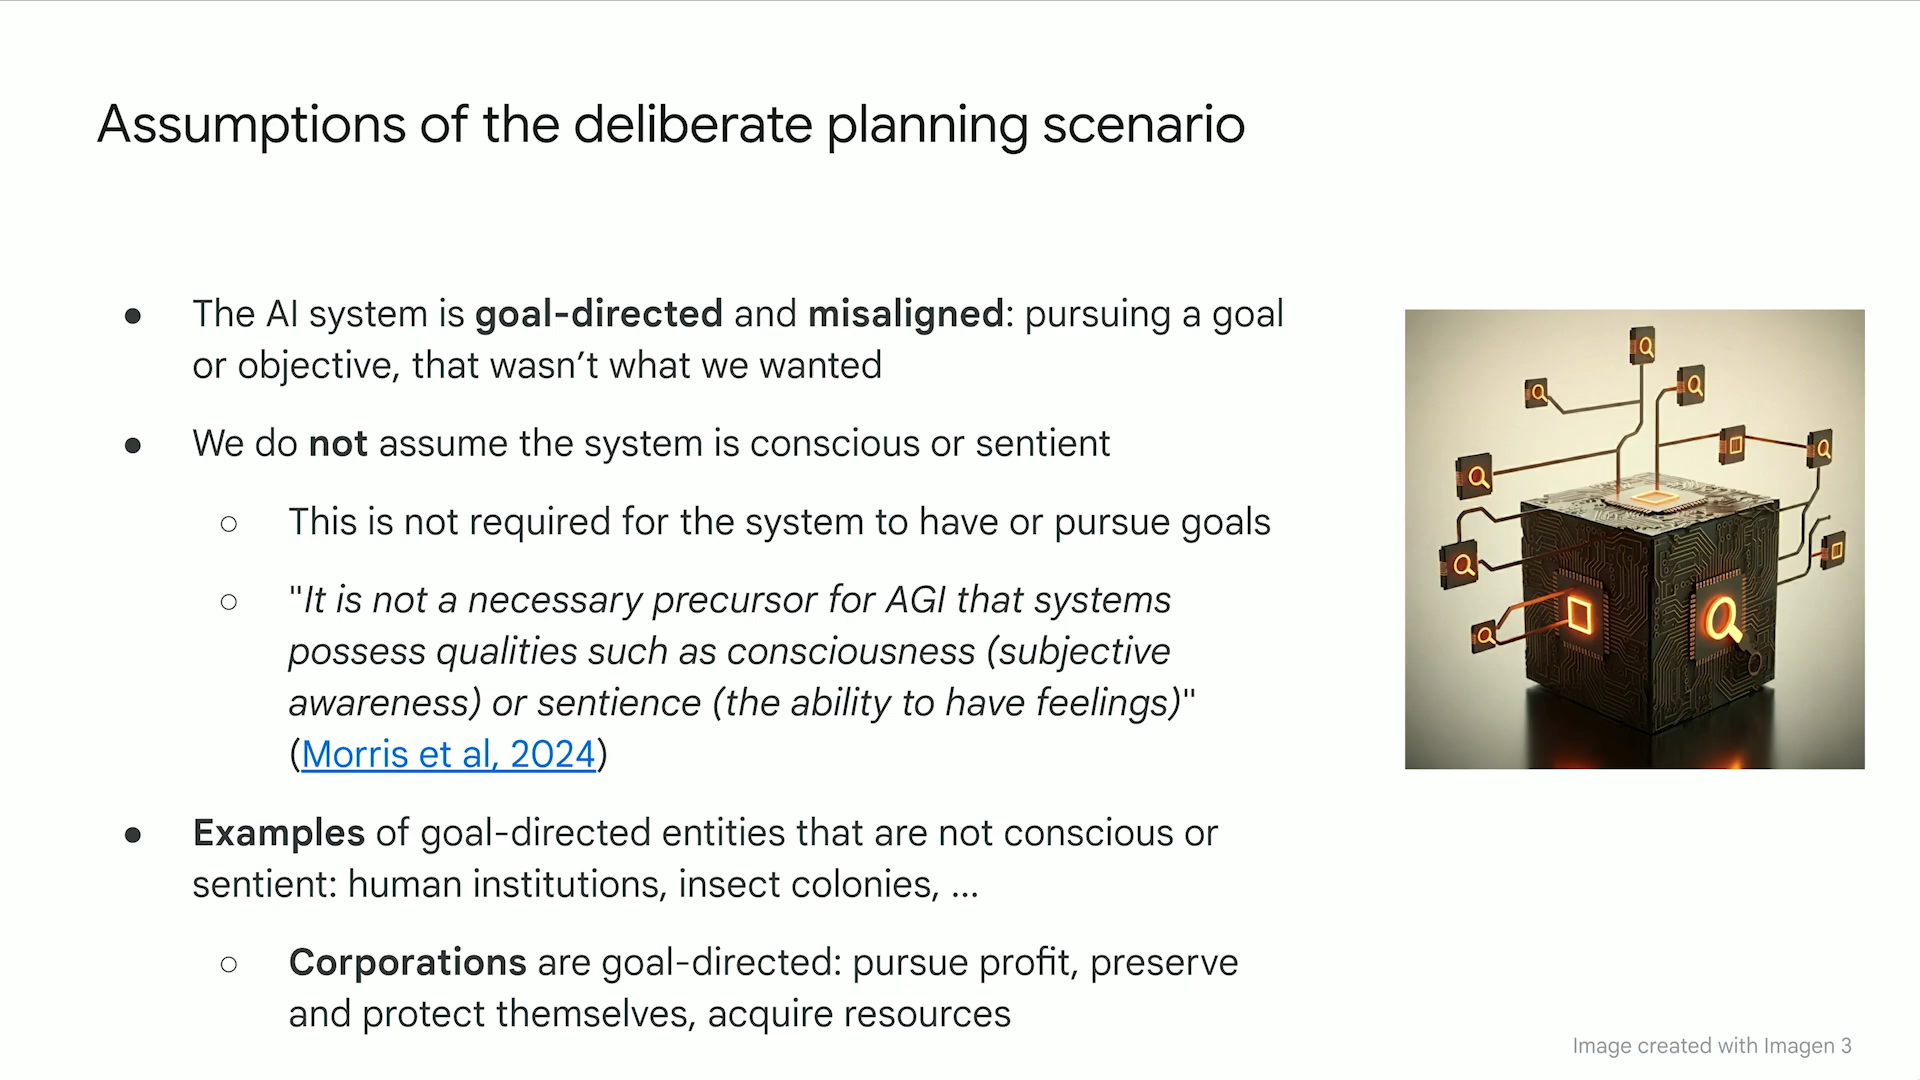 Assumptions of the deliberate planning scenario
● The AI system is goal-directed and misaligned: pursuing a goal
or objective, that wasn’t what we wanted
● We do not assume the system is conscious or sentient
○ This is not required for the system to have or pursue goals
○ "It is not a necessary precursor for AGI that systems
possess qualities such as consciousness (subjective
awareness) or sentience (the ability to have feelings)"
(Morris et al, 2024)
● Examples of goal-directed entities that are not conscious or
sentient: human institutions, insect colonies, ...
○ Corporations are goal-directed: pursue profit, preserve
and protect themselves, acquire resources
Image created with Imagen 3